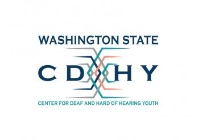 WASHINGTON STATE
CDHY
CENTER FOR DEAF AND HARD OF HEARING YOUTH